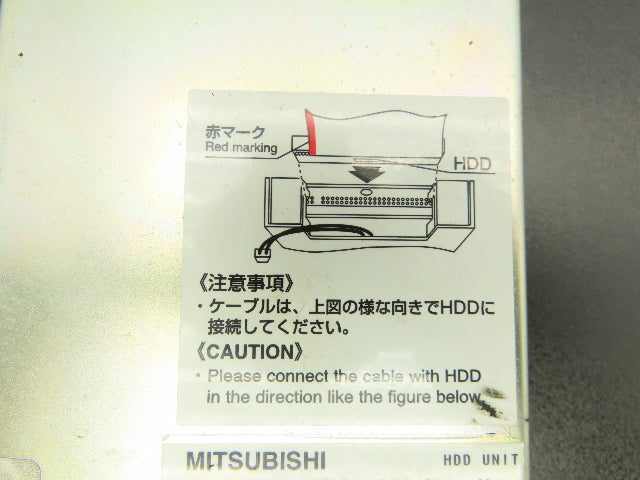 赤マーク
Red marking
HDD
《注意事項》
・ケーブルは、上図の様な向きでHDDに
接続してください。
《CAUTION》
・Please connect the cable with HDD
in the direction like the figure below
MITSUBISHI
HDD UNIT